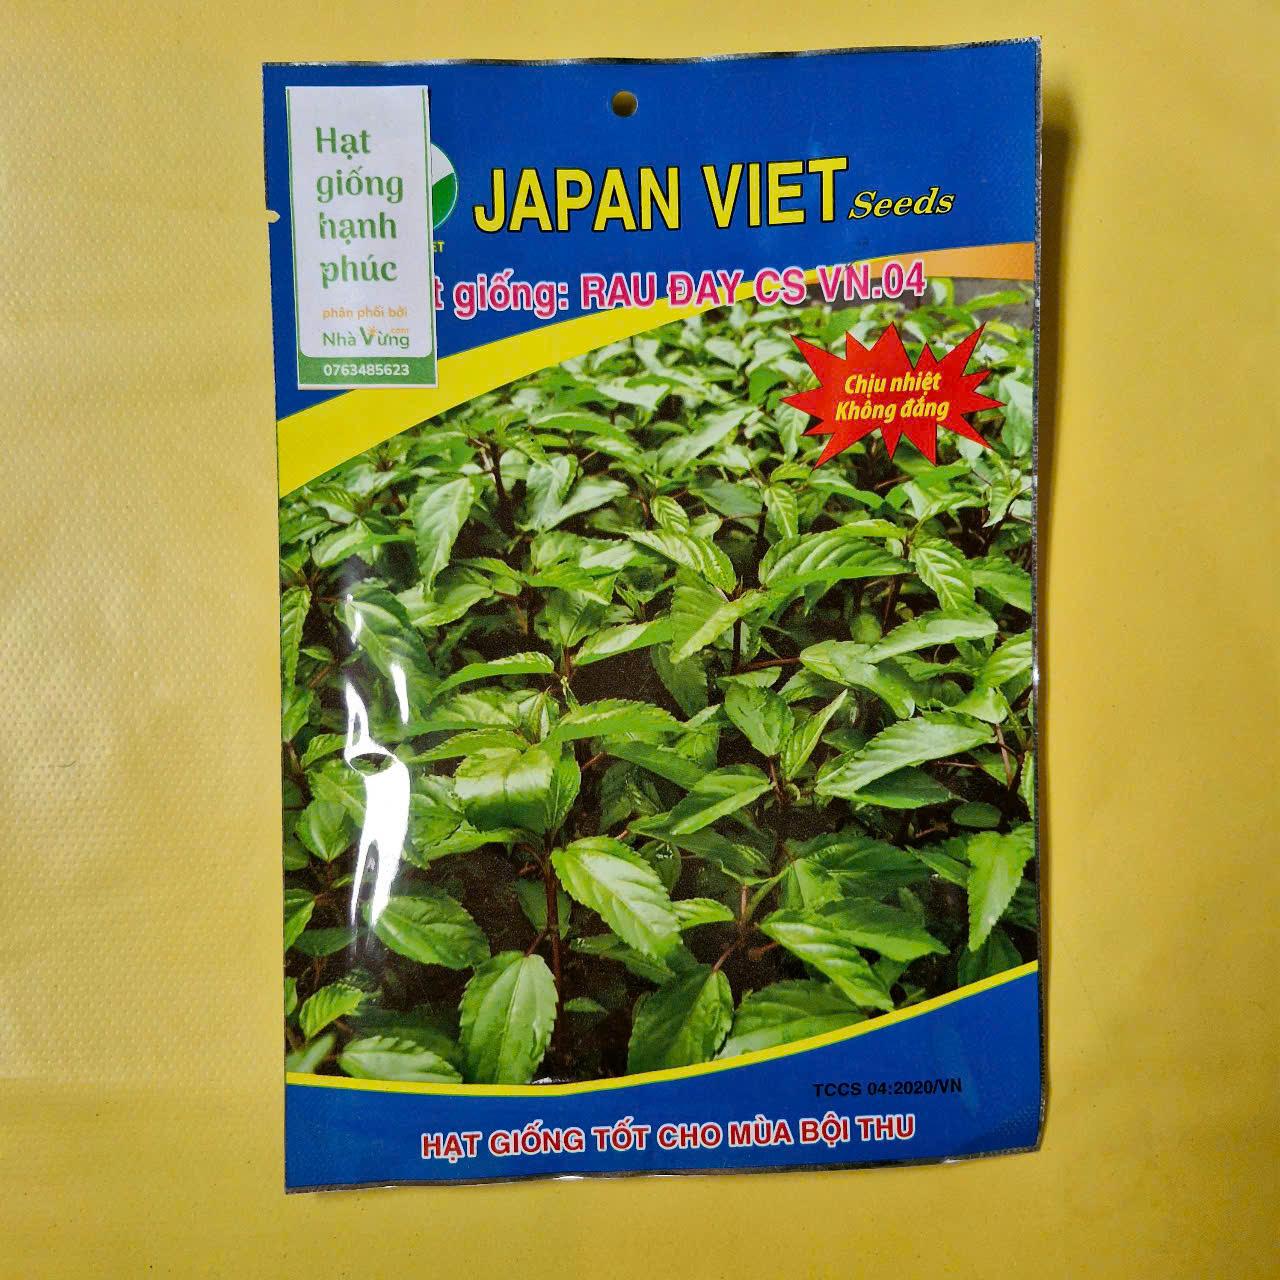 Hạt
giống
hạnh
phúc
phân phối bởi
Nhà Vừng.com
0763485623
JAPAN VIET Seeds
giống: RAU ĐAY CS VN.04
Chịu nhiệt
Không đắng
TCCS 04:2020/VN
HẠT GIỐNG TỐT CHO MÙA BỘI THU